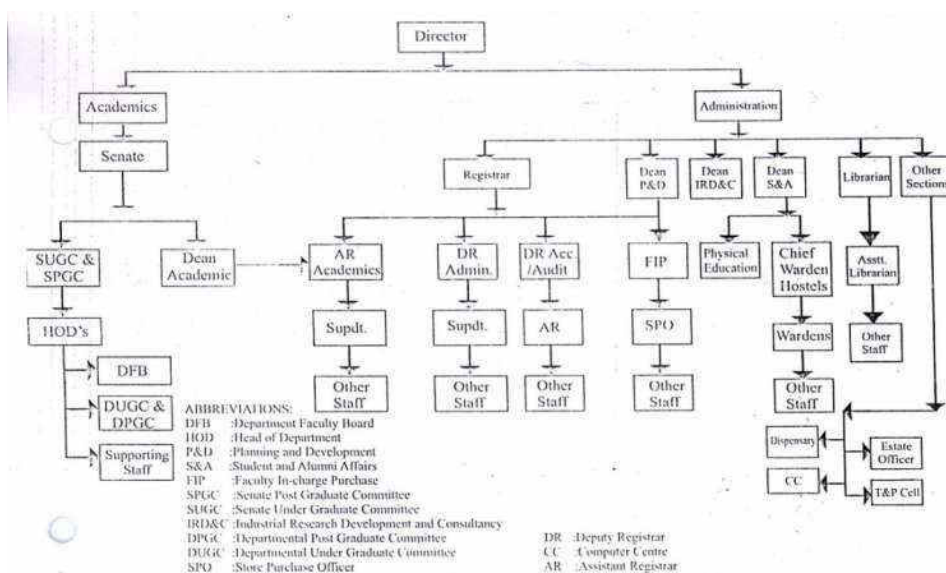 Director
Academics
Administration
Senate
Registrar
Dean
P&D
Dean
IRD&C
Dean
S&A
Librarian
Other
Section
SUGC &
SPGC
Dean
Academic
AR
Academics
DR
Admin.
DR Acc
/Audit
FIP
Physical
Education
Chief
Warden
Hostels
Asstt.
Librarian
HOD's
Supdt.
Supdt.
AR
SPO
Wardens
Other
Staff
DFB
Other
Staff
Other
Staff
Other
Staff
Other
Staff
Other
Staff
DUGC &
DPGC
Supporting
Staff
Dispensary
Estate
Officer
CC
T&P Cell
ABBREVIATIONS:
DFB :Department Faculty Board
HOD :Head of Department
P&D :Planning and Development
S&A :Student and Alumni Affairs
FIP :Faculty In-charge Purchase
SPGC :Senate Post Graduate Committee
SUGC :Senate Under Graduate Committee
IRD&C :Industrial Research Development and Consultancy
DPGC :Departmental Post Graduate Committee
DUGC :Departmental Under Graduate Committee
SPO :Store Purchase Officer
DR :Deputy Registrar
CC :Computer Centre
AR :Assistant Registrar